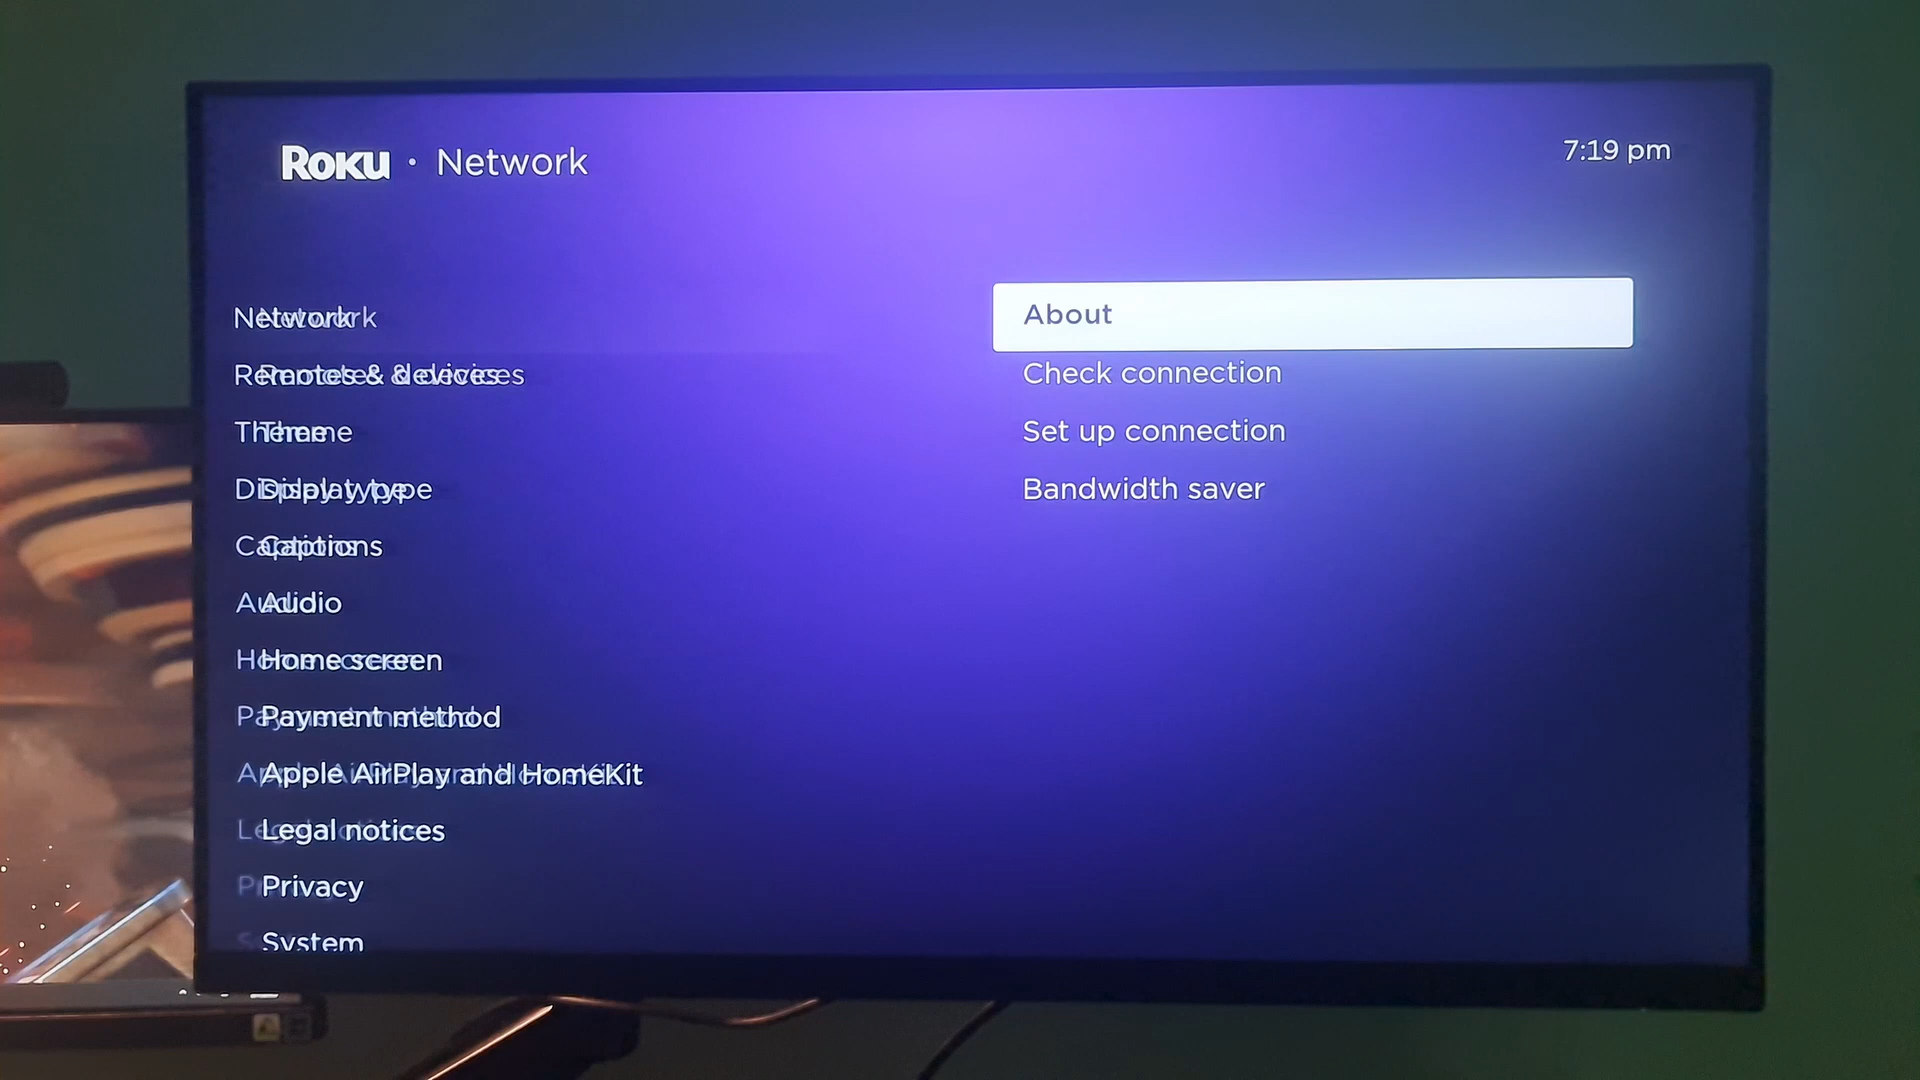 Roku · Network
7:19 pm
Network
Remotes & devices
Theme
Display type
Captions
Audio
Home screen
Payment method
Apple AirPlay and HomeKit
Legal notices
Privacy
System
About
Check connection
Set up connection
Bandwidth saver